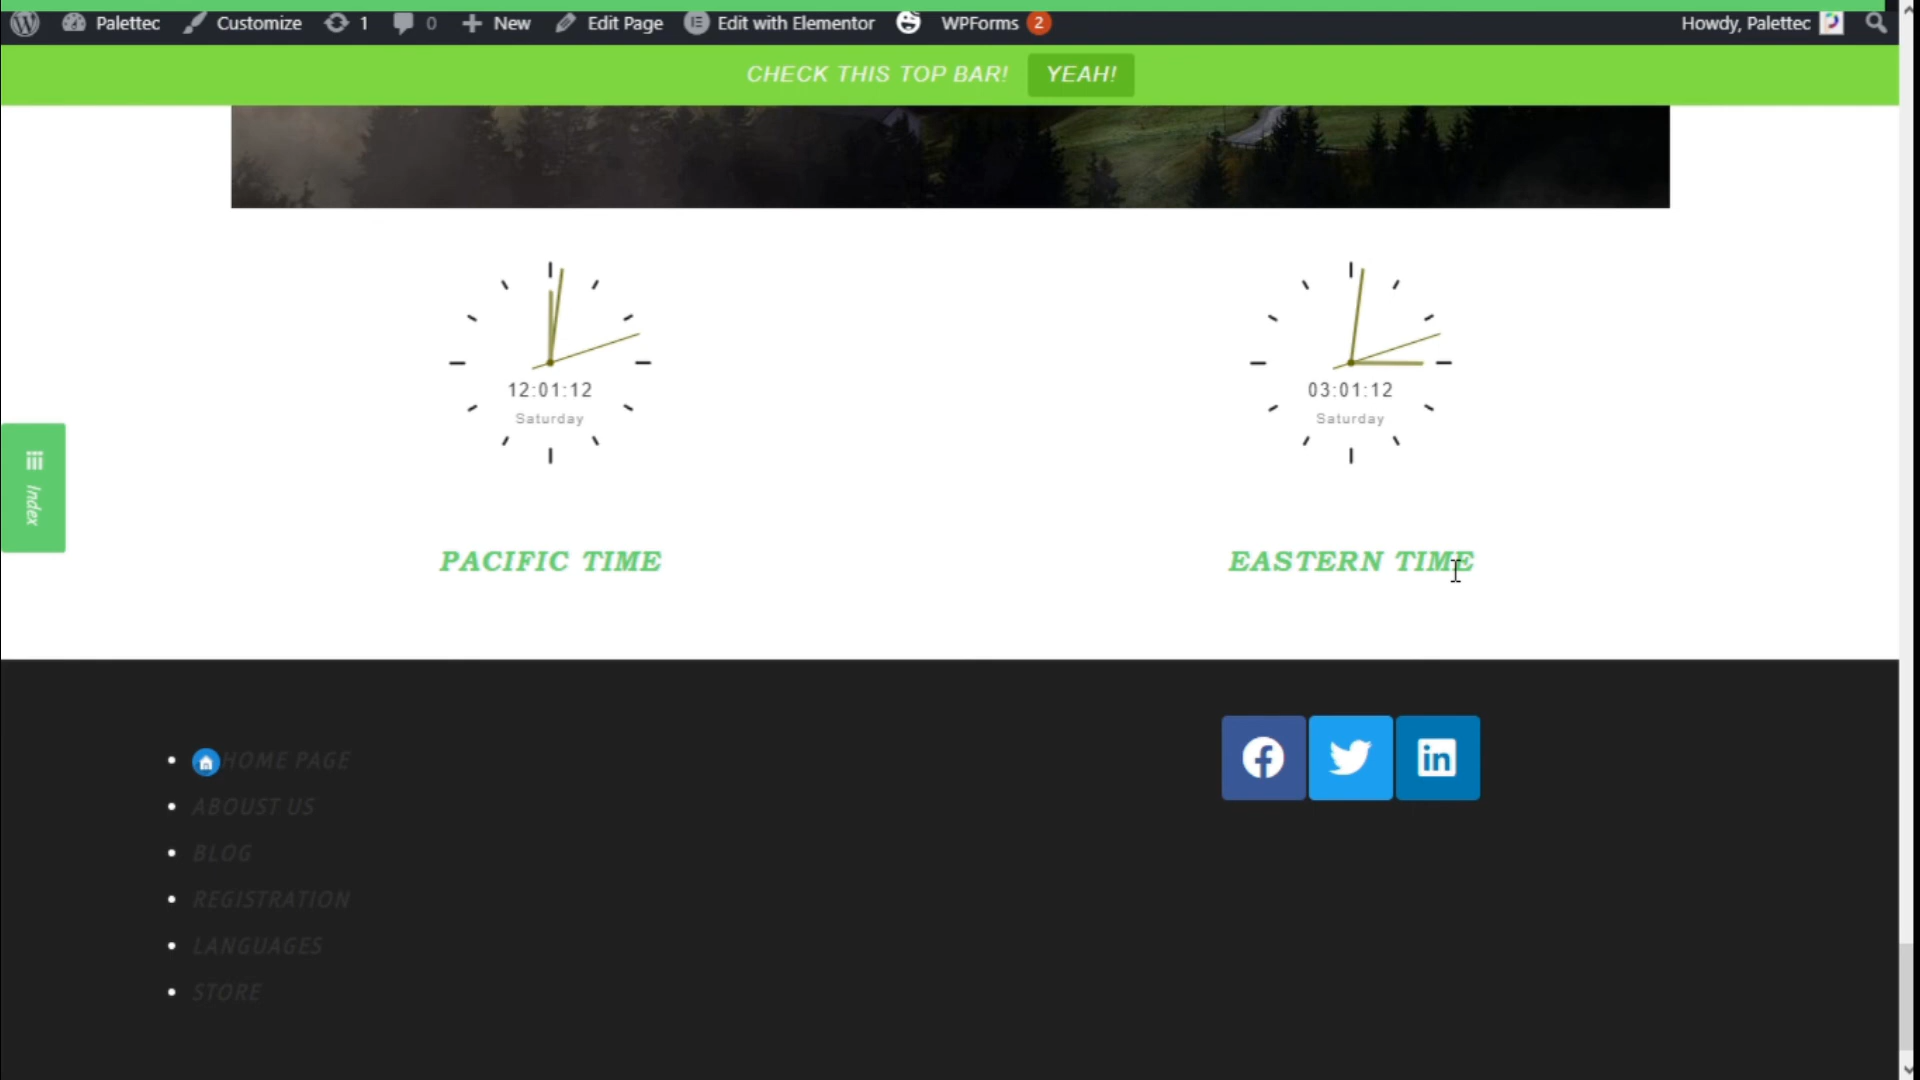 Palettec Customize 1 0 New Edit Page Edit with Elementor WPForms 2 Howdy, Palettec
CHECK THIS TOP BAR! YEAH!
12:01:12
Saturday
03:01:12
Saturday
Index
PACIFIC TIME
EASTERN TIME
HOME PAGE
ABOUST US
BLOG
REGISTRATION
LANGUAGES
STORE